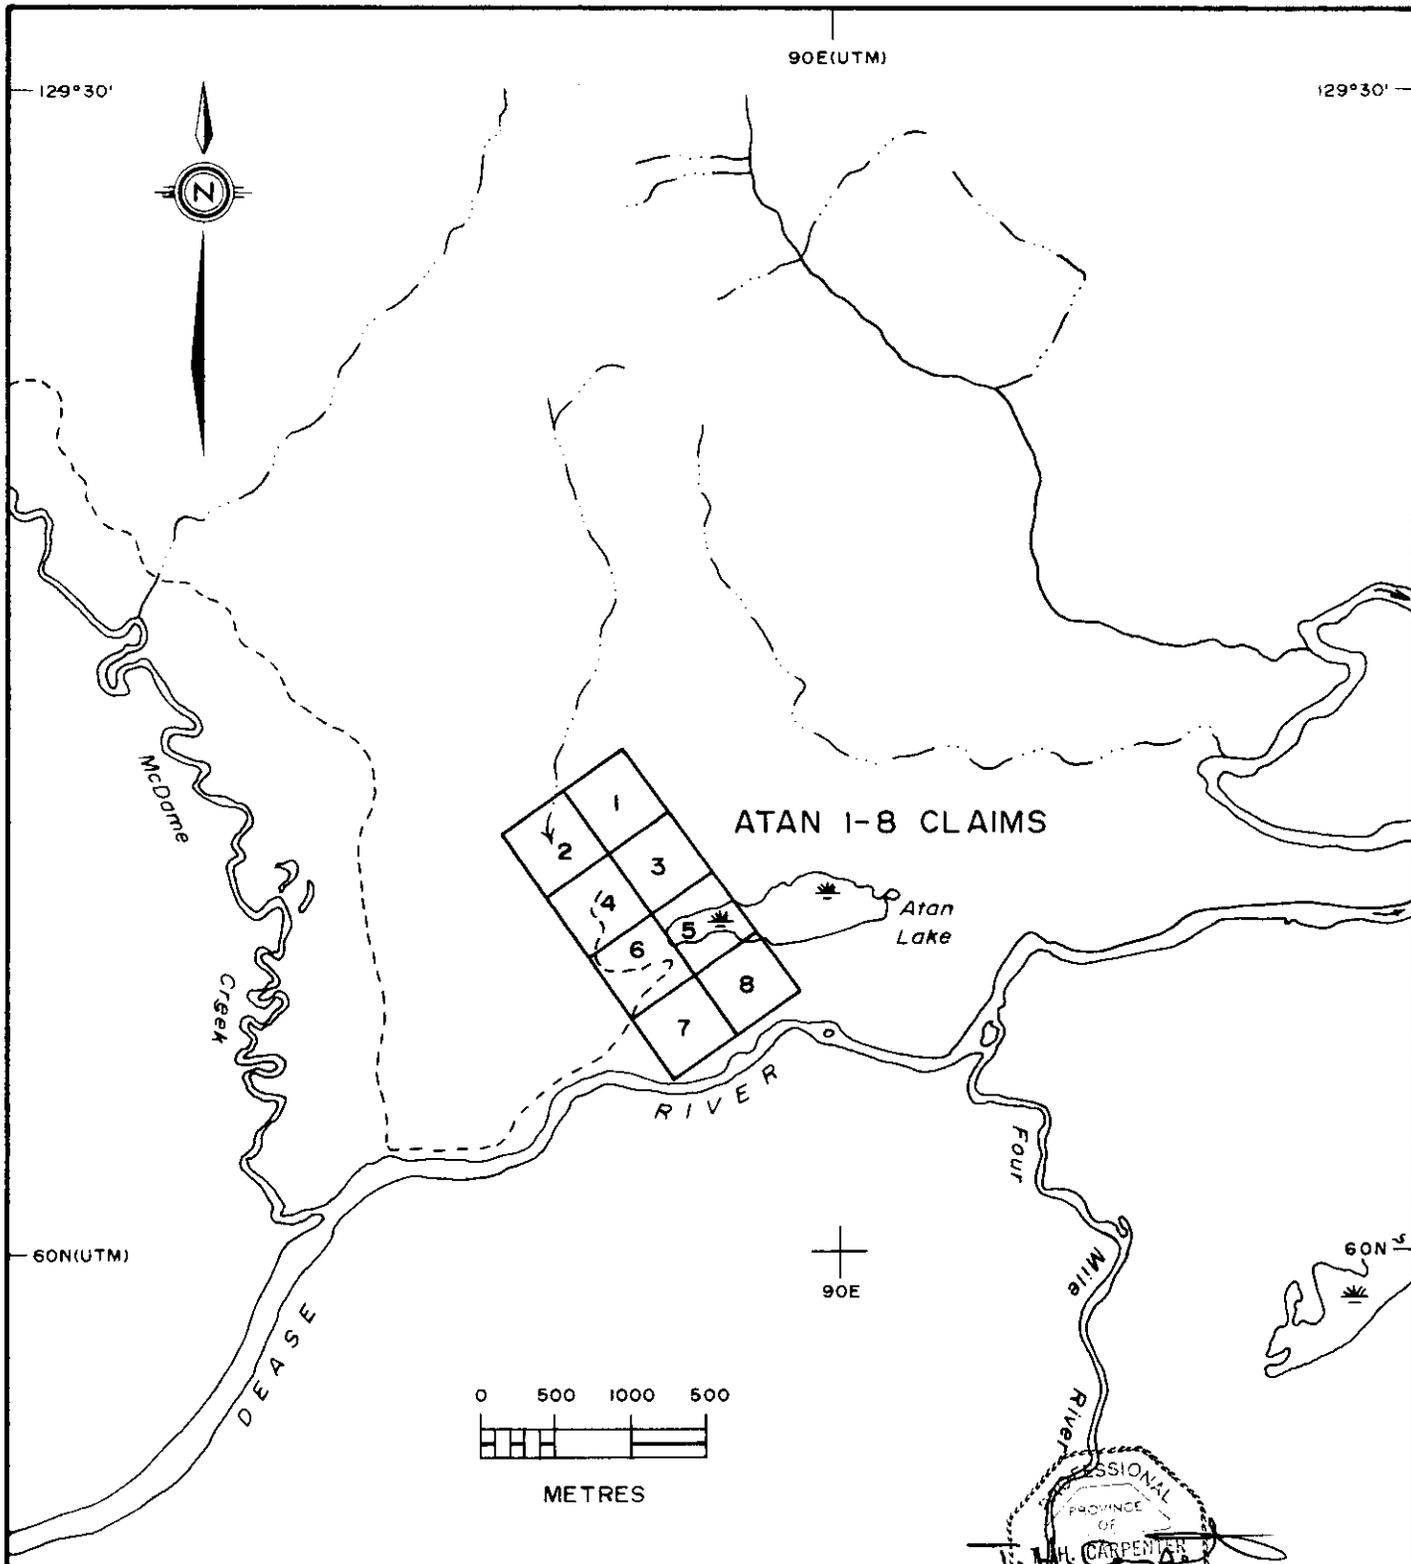 90E(UTM)
129°30'
129°30'
N
ATAN 1-8 CLAIMS
1
2
3
4
5
6
7
8
Atan
Lake
McDame
Creek
RIVER
Four
Mile
River
60N(UTM)
60N
90E
DEASE
0 500 1000 500
METRES
PROVINCE
OF
H. CARPENTER